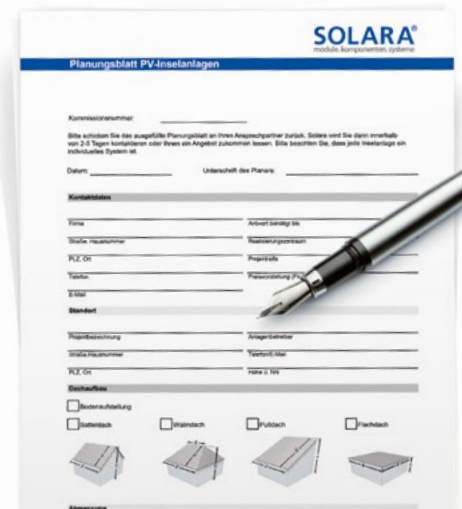 SOLARA®
module. komponenten. systeme
Planungsblatt PV-Inselanlagen
Kommissionsnummer:
Bitte schicken Sie das ausgefüllte Planungsblatt an Ihren Ansprechpartner zurück. Solara wird Sie dann innerhalb
von 2-5 Tagen kontaktieren oder Ihnen ein Angebot zukommen lassen. Bitte beachten Sie, dass jede Inselanlage ein
individuelles System ist.
Datum: Unterschrift des Planers:
Kontaktdaten
Firma Antwort benötigt bis
Straße, Hausnummer Realisierungszeitraum
PLZ, Ort Projektreife
Telefon Preisvorstellung
E-Mail
Standort
Projektbezeichnung Anlagenbetreiber
Straße,Hausnummer Telefon/E-Mail
PLZ, Ort Höhe ü. NN
Dachaufbau
Bodenaufstellung
Satteldach Walmdach Pultdach Flachdach